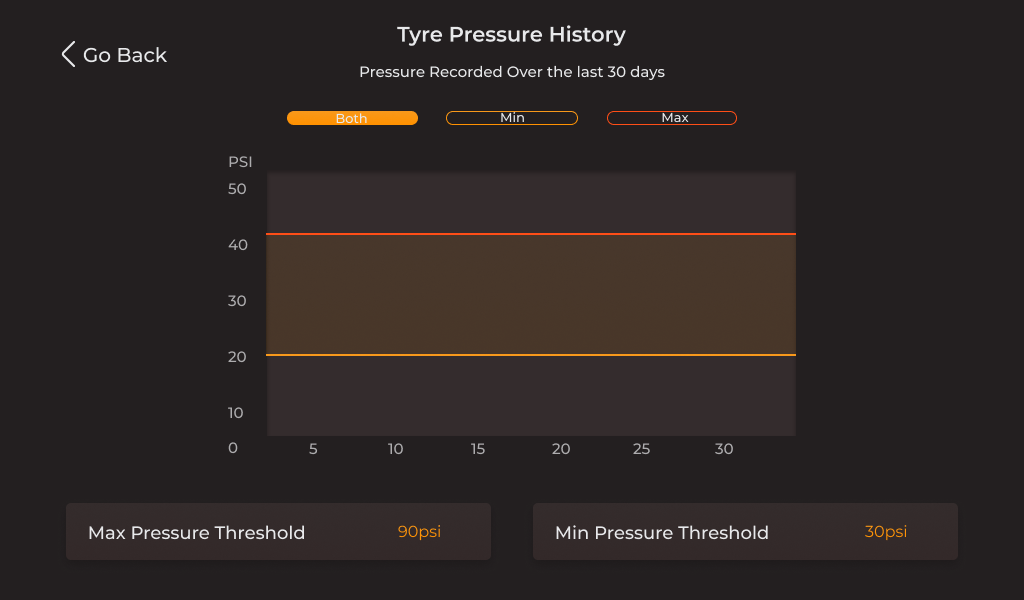 Tyre Pressure History
Go Back
Pressure Recorded Over the last 30 days
Both Min Max
PSI
50
40
30
20
10
0 5 10 15 20 25 30
Max Pressure Threshold 90psi
Min Pressure Threshold 30psi